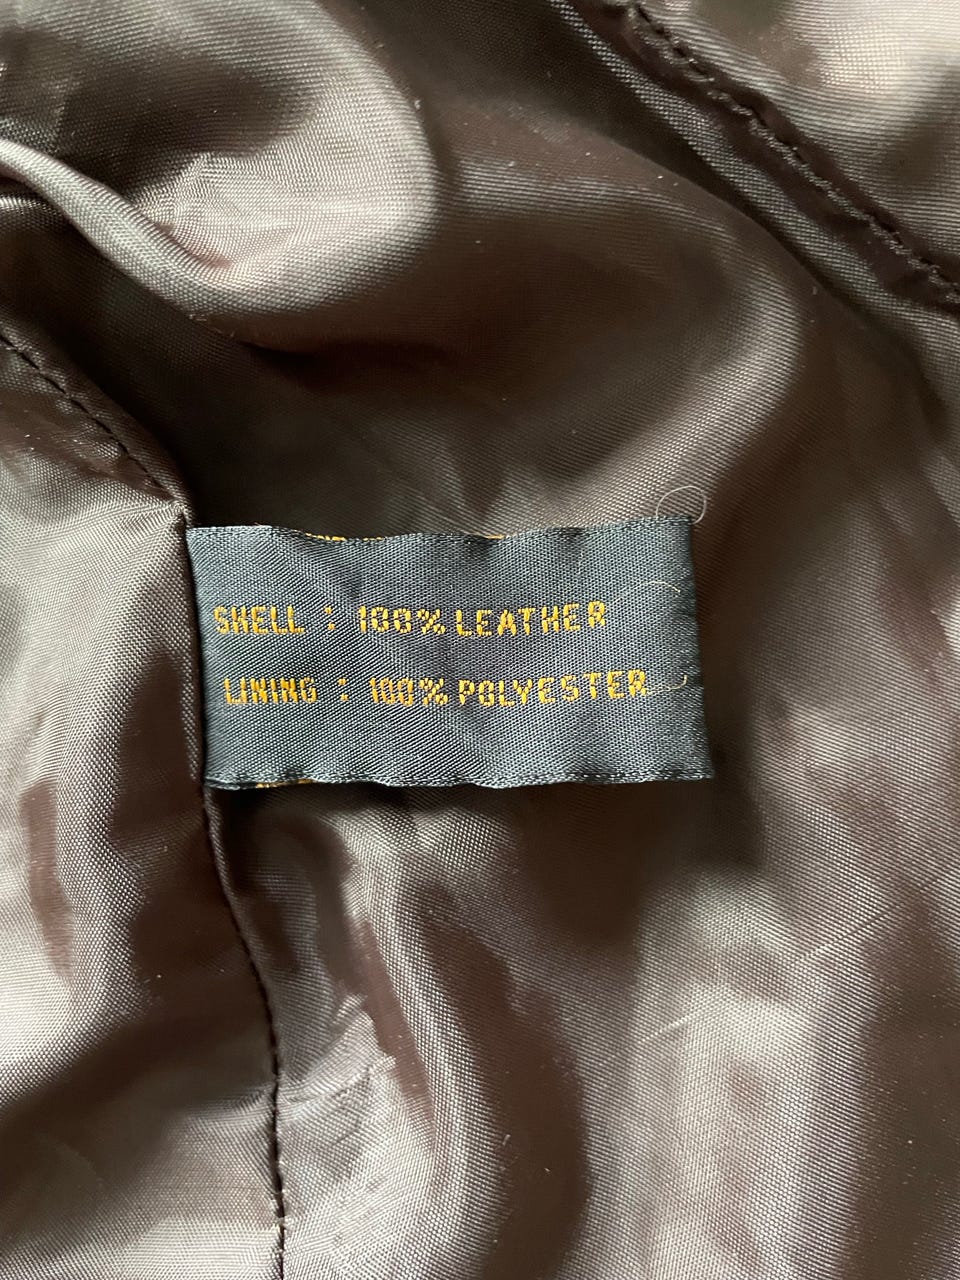 SHELL : 100% LEATHER
LINING : 100% POLYESTER